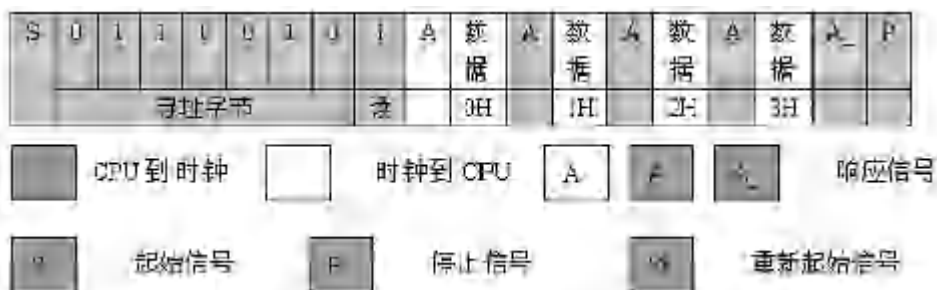 S 0 1 1 0 1 1 A 数据 A 数据 A 数据 A 数据 A_ P
寻址字节 读 0H 1H 2H 3H
CPU到时钟 时钟到CPU A A_ 响应信号
起始信号 P 停止信号 重新起始信号